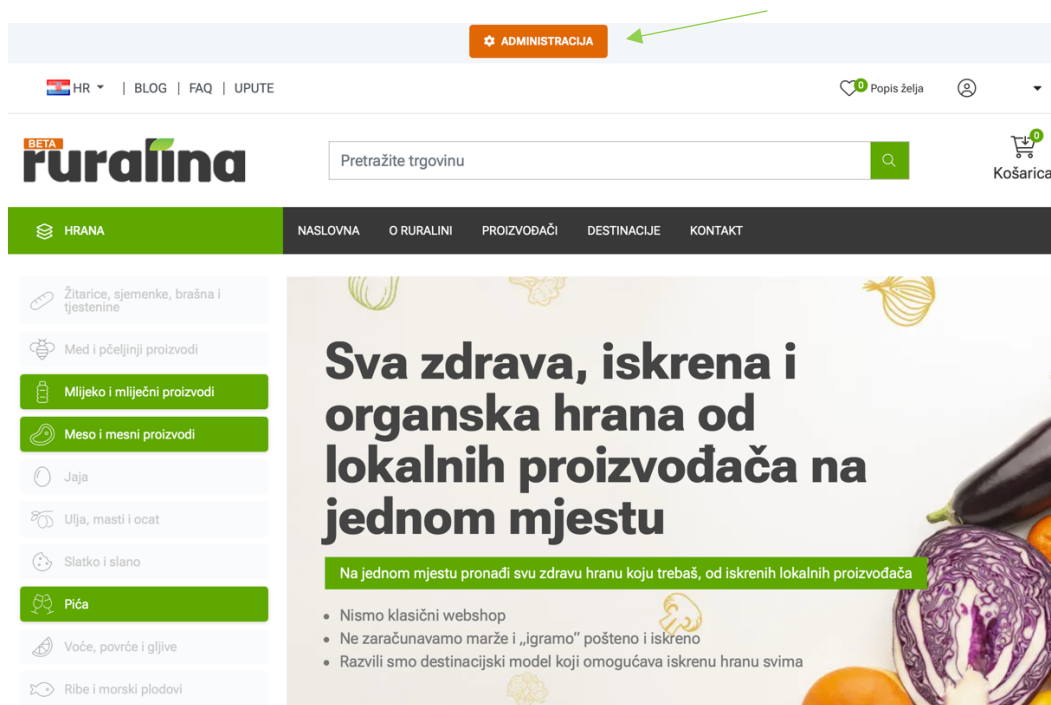 ADMINISTRACIJA
HR | BLOG | FAQ | UPUTE
0 Popis želja
BETA
ruralina
Pretražite trgovinu
0
Košarica
HRANA
NASLOVNA O RURALINI PROIZVOĐAČI DESTINACIJE KONTAKT
Žitarice, sjemenke, brašna i
tjestenine
Med i pčelinji proizvodi
Mlijeko i mliječni proizvodi
Meso i mesni proizvodi
Jaja
Ulja, masti i ocat
Slatko i slano
Pića
Voće, povrće i gljive
Ribe i morski plodovi
Sva zdrava, iskrena i
organska hrana od
lokalnih proizvođača na
jednom mjestu
Na jednom mjestu pronađi svu zdravu hranu koju trebaš, od iskrenih lokalnih proizvođača
• Nismo klasični webshop
• Ne zaračunavamo marže i „igramo” pošteno i iskreno
• Razvili smo destinacijski model koji omogućava iskrenu hranu svima